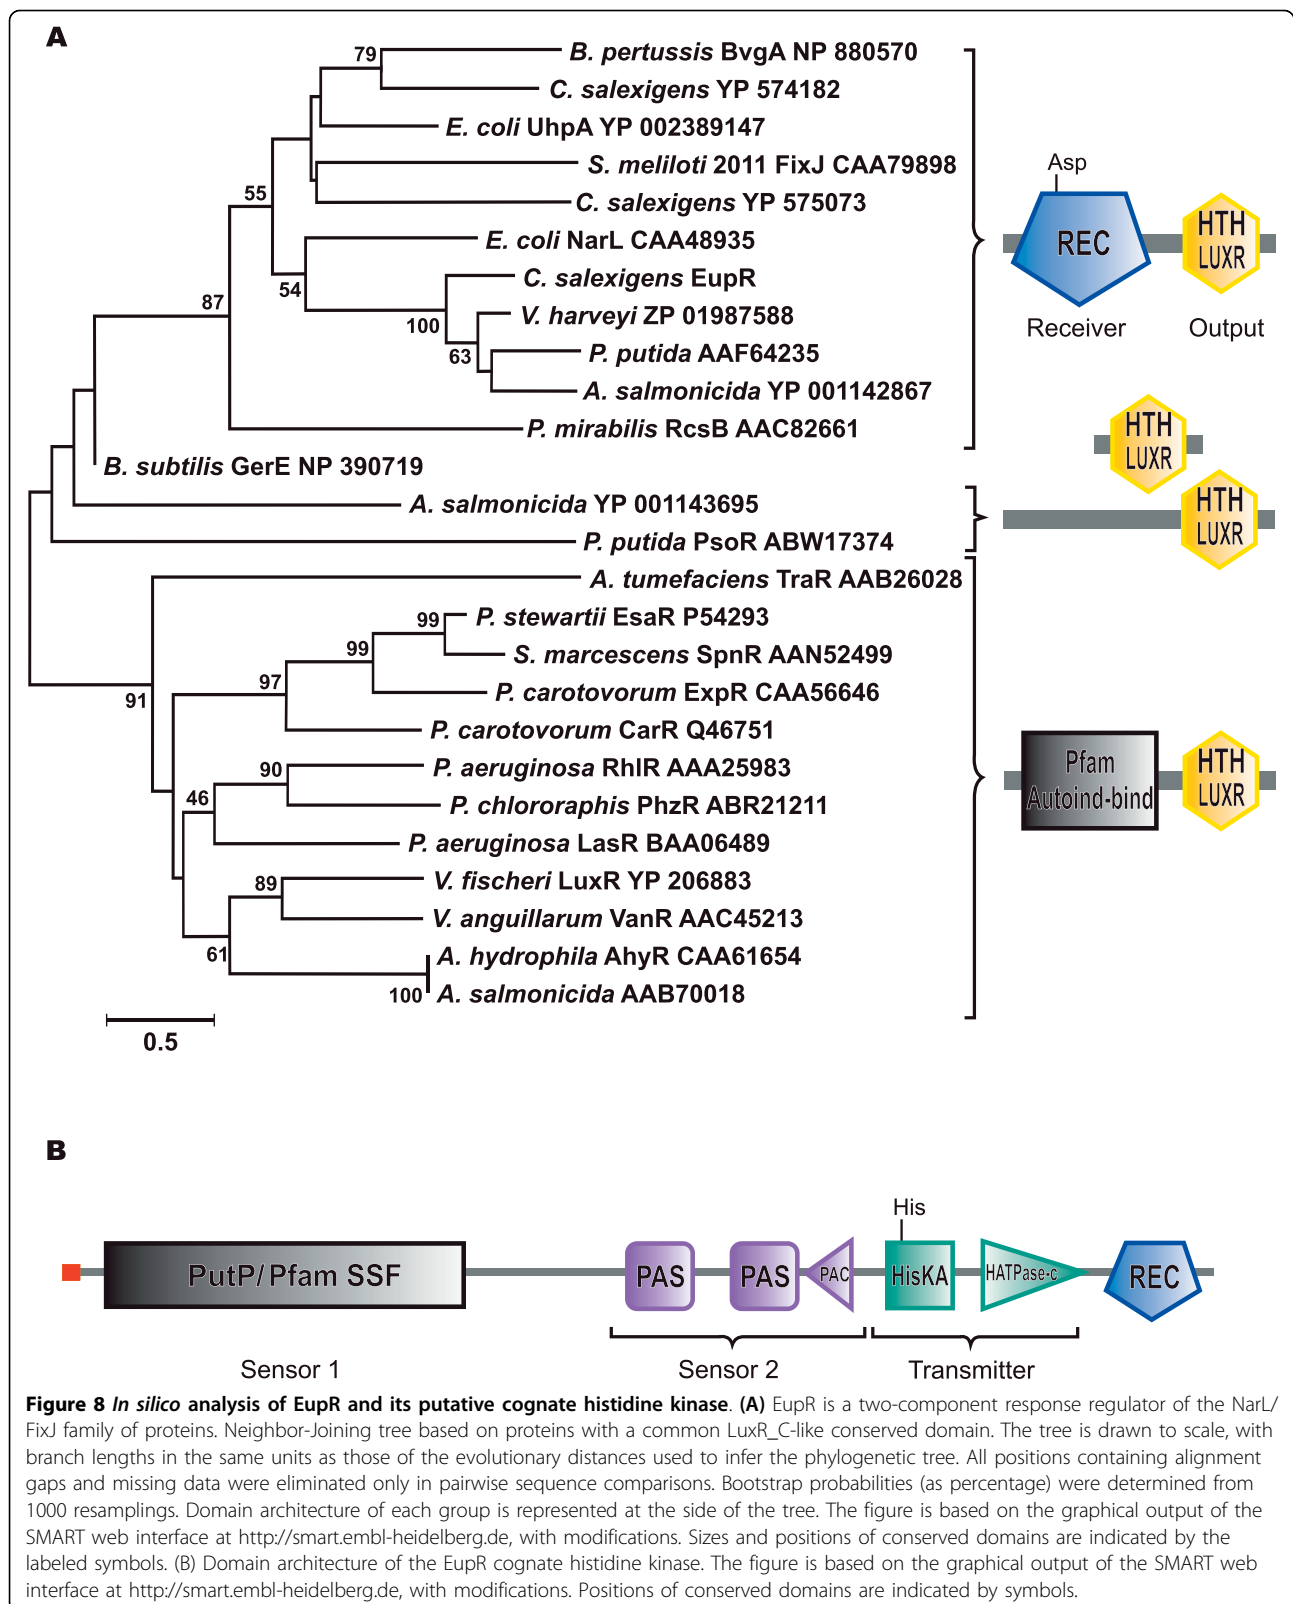 A
79
B. pertussis BvgA NP 880570
C. salexigens YP 574182
E. coli UhpA YP 002389147
S. meliloti 2011 FixJ CAA79898
C. salexigens YP 575073
55
E. coli NarL CAA48935
54
C. salexigens EupR
87
V. harveyi ZP 01987588
100
63
P. putida AAF64235
A. salmonicida YP 001142867
P. mirabilis RcsB AAC82661
B. subtilis GerE NP 390719
A. salmonicida YP 001143695
P. putida PsoR ABW17374
A. tumefaciens TraR AAB26028
99
P. stewartii EsaR P54293
99
S. marcescens SpnR AAN52499
97
P. carotovorum ExpR CAA56646
91
P. carotovorum CarR Q46751
90
P. aeruginosa RhlR AAA25983
46
P. chlororaphis PhzR ABR21211
P. aeruginosa LasR BAA06489
89
V. fischeri LuxR YP 206883
V. anguillarum VanR AAC45213
61
A. hydrophila AhyR CAA61654
100
A. salmonicida AAB70018
0.5
Asp
REC
HTH
LUXR
Receiver
Output
HTH
LUXR
HTH
LUXR
Pfam
Autoind-bind
HTH
LUXR
B
His
PutP/Pfam SSF
PAS
PAS
PAC
HisKA
HATPase-c
REC
Sensor 1
Sensor 2
Transmitter
Figure 8 In silico analysis of EupR and its putative cognate histidine kinase. (A) EupR is a two-component response regulator of the NarL/
FixJ family of proteins. Neighbor-Joining tree based on proteins with a common LuxR_C-like conserved domain. The tree is drawn to scale, with
branch lengths in the same units as those of the evolutionary distances used to infer the phylogenetic tree. All positions containing alignment
gaps and missing data were eliminated only in pairwise sequence comparisons. Bootstrap probabilities (as percentage) were determined from
1000 resamplings. Domain architecture of each group is represented at the side of the tree. The figure is based on the graphical output of the
SMART web interface at http://smart.embl-heidelberg.de, with modifications. Sizes and positions of conserved domains are indicated by the
labeled symbols. (B) Domain architecture of the EupR cognate histidine kinase. The figure is based on the graphical output of the SMART web
interface at http://smart.embl-heidelberg.de, with modifications. Positions of conserved domains are indicated by symbols.